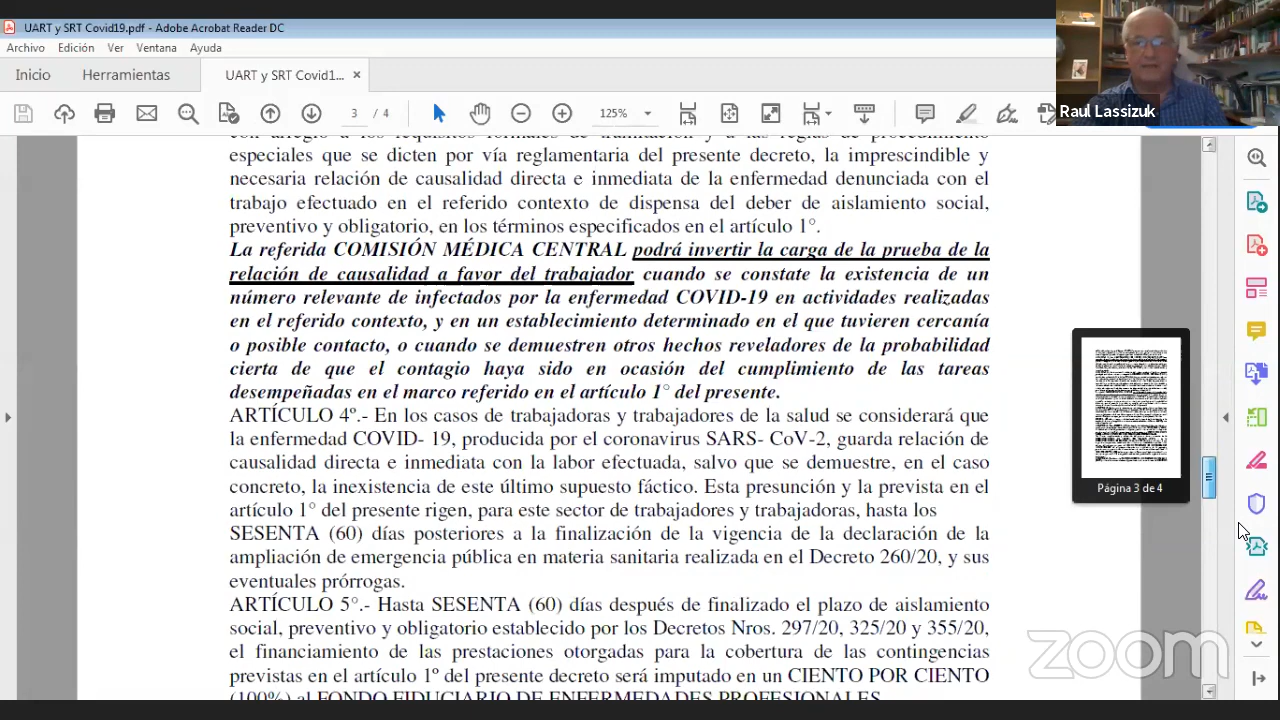 UART y SRT Covid19.pdf - Adobe Acrobat Reader DC
Archivo Edición Ver Ventana Ayuda
Inicio Herramientas UART y SRT Covid1... ×
3 / 4 125%
Raul Lassizuk
con arreglo a los requisitos formales de tramitación y a las reglas de procedimiento
especiales que se dicten por vía reglamentaria del presente decreto, la imprescindible y
necesaria relación de causalidad directa e inmediata de la enfermedad denunciada con el
trabajo efectuado en el referido contexto de dispensa del deber de aislamiento social,
preventivo y obligatorio, en los términos especificados en el artículo 1°.
La referida COMISIÓN MÉDICA CENTRAL podrá invertir la carga de la prueba de la
relación de causalidad a favor del trabajador cuando se constate la existencia de un
número relevante de infectados por la enfermedad COVID-19 en actividades realizadas
en el referido contexto, y en un establecimiento determinado en el que tuvieren cercanía
o posible contacto, o cuando se demuestren otros hechos reveladores de la probabilidad
cierta de que el contagio haya sido en ocasión del cumplimiento de las tareas
desempeñadas en el marco referido en el artículo 1° del presente.
ARTÍCULO 4º.- En los casos de trabajadoras y trabajadores de la salud se considerará que
la enfermedad COVID- 19, producida por el coronavirus SARS- CoV-2, guarda relación de
causalidad directa e inmediata con la labor efectuada, salvo que se demuestre, en el caso
concreto, la inexistencia de este último supuesto fáctico. Esta presunción y la prevista en el
artículo 1° del presente rigen, para este sector de trabajadores y trabajadoras, hasta los
SESENTA (60) días posteriores a la finalización de la vigencia de la declaración de la
ampliación de emergencia pública en materia sanitaria realizada en el Decreto 260/20, y sus
eventuales prórrogas.
ARTÍCULO 5°.- Hasta SESENTA (60) días después de finalizado el plazo de aislamiento
social, preventivo y obligatorio establecido por los Decretos Nros. 297/20, 325/20 y 355/20,
el financiamiento de las prestaciones otorgadas para la cobertura de las contingencias
previstas en el artículo 1º del presente decreto será imputado en un CIENTO POR CIENTO
(100%) al FONDO FIDUCIARIO DE ENFERMEDADES PROFESIONALES
Página 3 de 4
zoom